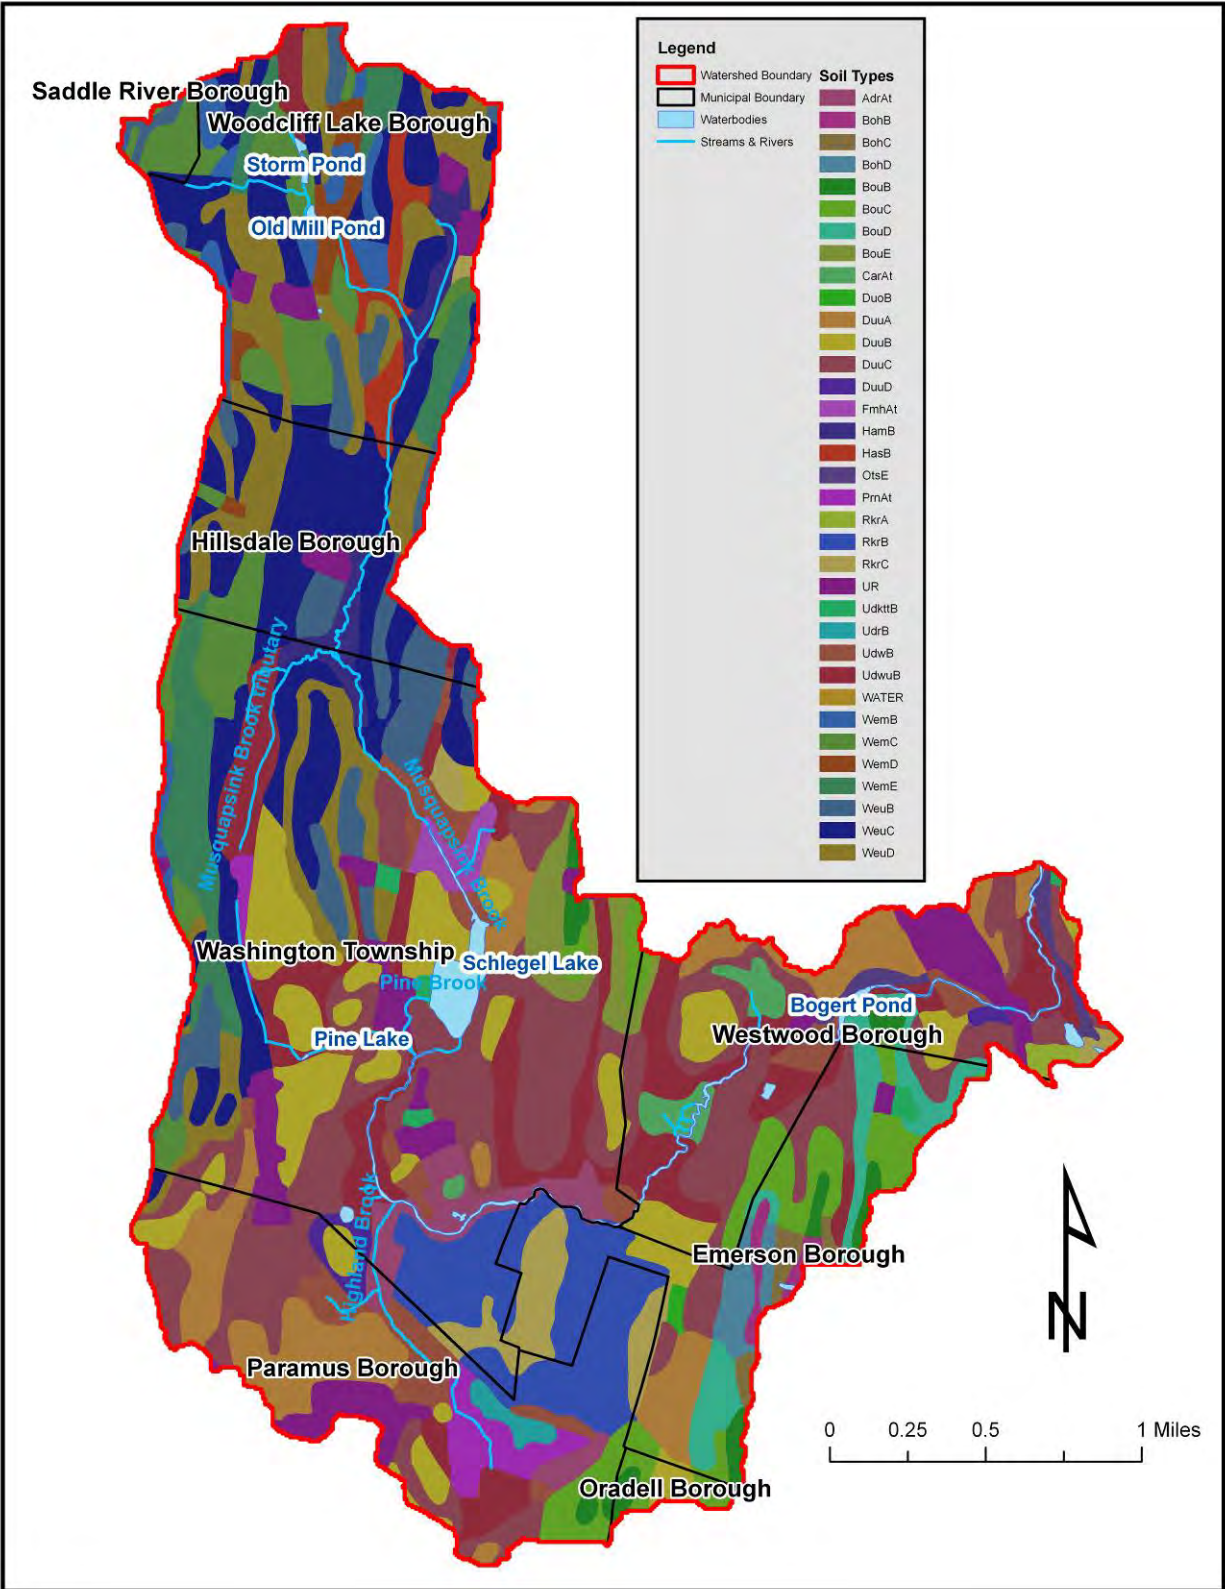 Legend
Watershed Boundary
Municipal Boundary
Waterbodies
Streams & Rivers
Soil Types
AdrAt
BohB
BohC
BohD
BouB
BouC
BouD
BouE
CarAt
DuoB
DuuA
DuuB
DuuC
DuuD
FmhAt
HamB
HasB
OtsE
PrnAt
RkrA
RkrB
RkrC
UR
UdkttB
UdrB
UdwB
UdwuB
WATER
WemB
WemC
WemD
WemE
WeuB
WeuC
WeuD
Saddle River Borough
Woodcliff Lake Borough
Storm Pond
Old Mill Pond
Hillsdale Borough
Musquapsink Brook tributary
Musquapsink Brook
Washington Township
Schlegel Lake
Pine Brook
Pine Lake
Bogert Pond
Westwood Borough
Highland Brook
Emerson Borough
Paramus Borough
Oradell Borough
N
0 0.25 0.5 1 Miles